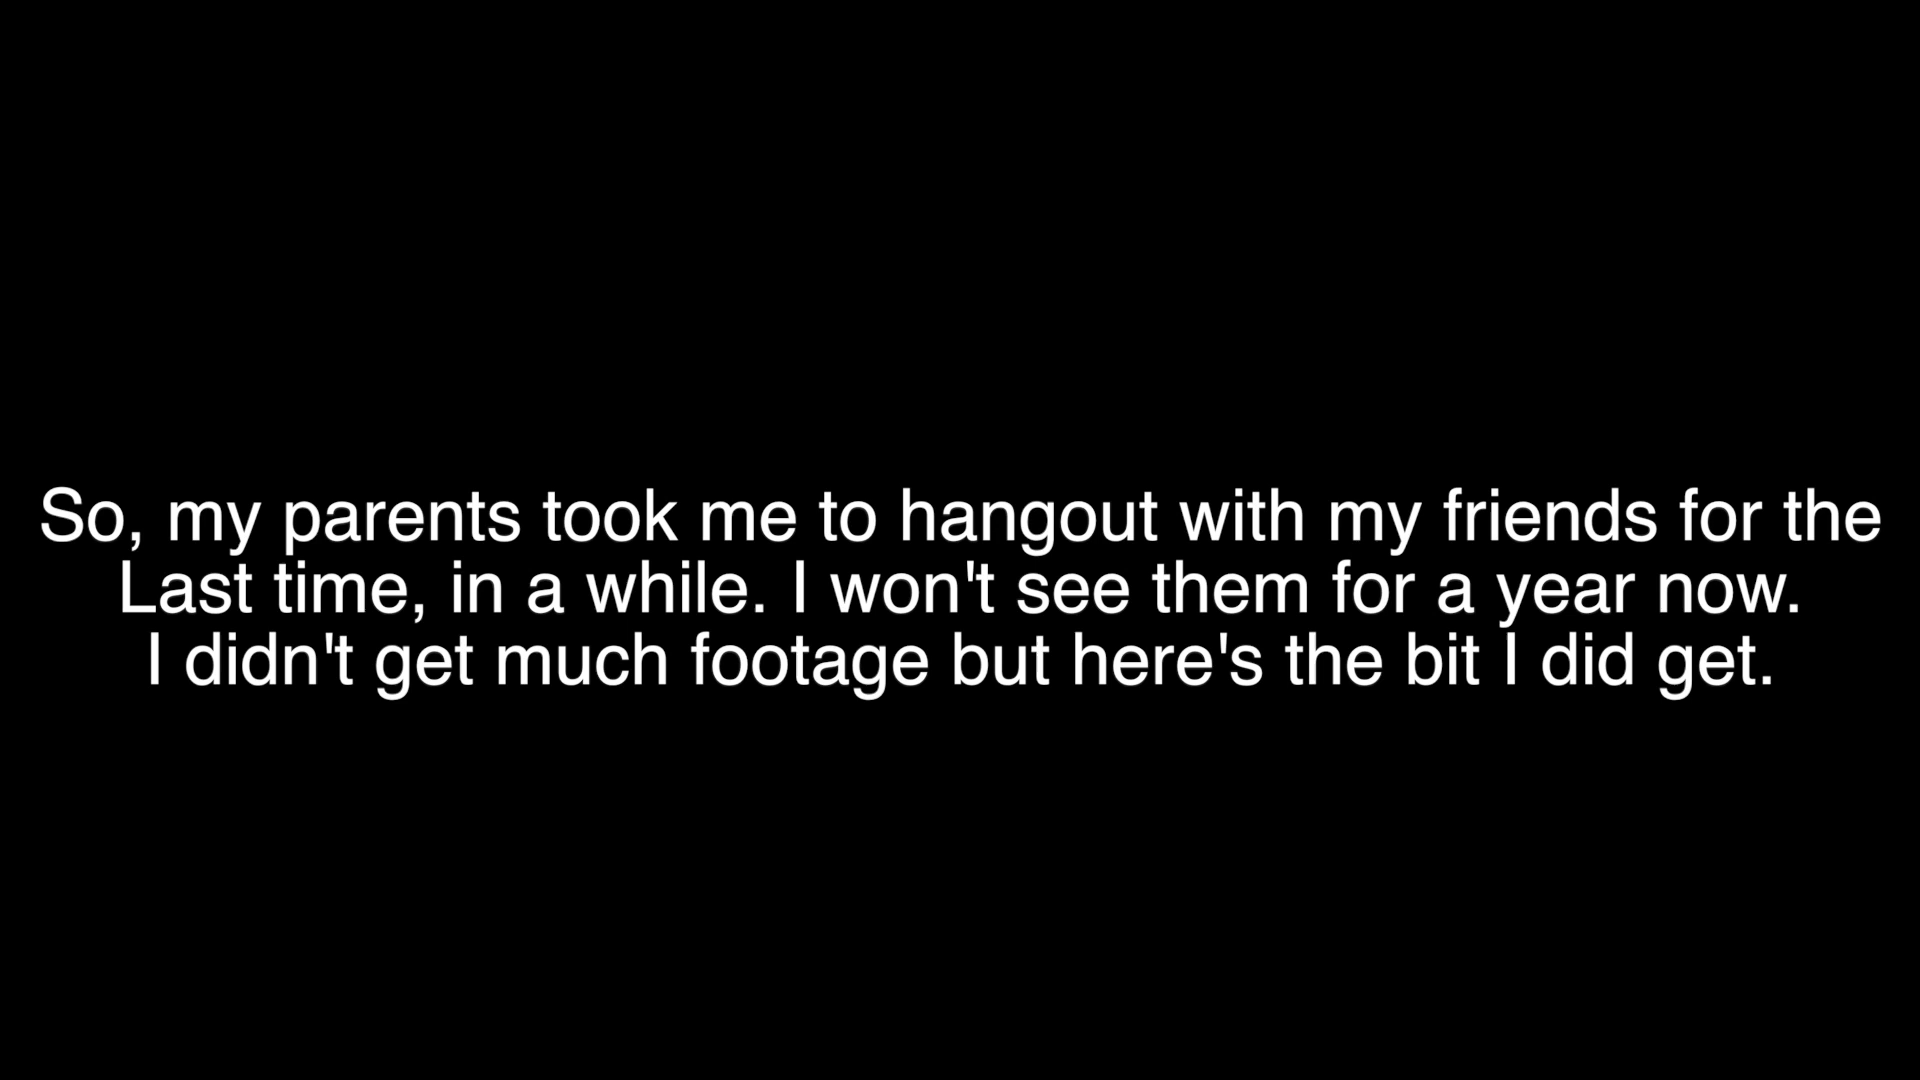 So, my parents took me to hangout with my friends for the
Last time, in a while. I won't see them for a year now.
I didn't get much footage but here's the bit I did get.